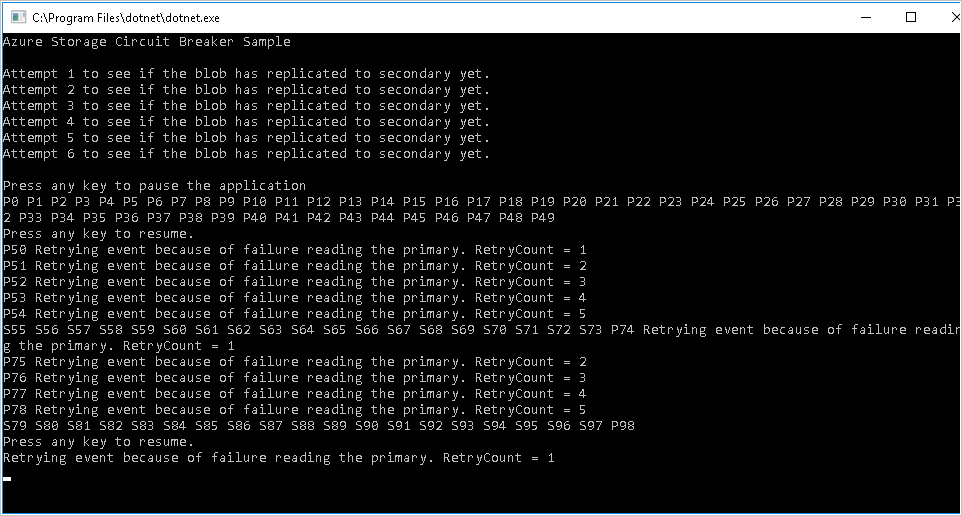 C:\Program Files\dotnet\dotnet.exe
Azure Storage Circuit Breaker Sample
Attempt 1 to see if the blob has replicated to secondary yet.
Attempt 2 to see if the blob has replicated to secondary yet.
Attempt 3 to see if the blob has replicated to secondary yet.
Attempt 4 to see if the blob has replicated to secondary yet.
Attempt 5 to see if the blob has replicated to secondary yet.
Attempt 6 to see if the blob has replicated to secondary yet.
Press any key to pause the application
P0 P1 P2 P3 P4 P5 P6 P7 P8 P9 P10 P11 P12 P13 P14 P15 P16 P17 P18 P19 P20 P21 P22 P23 P24 P25 P26 P27 P28 P29 P30 P31 P3
2 P33 P34 P35 P36 P37 P38 P39 P40 P41 P42 P43 P44 P45 P46 P47 P48 P49
Press any key to resume.
P50 Retrying event because of failure reading the primary. RetryCount = 1
P51 Retrying event because of failure reading the primary. RetryCount = 2
P52 Retrying event because of failure reading the primary. RetryCount = 3
P53 Retrying event because of failure reading the primary. RetryCount = 4
P54 Retrying event because of failure reading the primary. RetryCount = 5
S55 S56 S57 S58 S59 S60 S61 S62 S63 S64 S65 S66 S67 S68 S69 S70 S71 S72 S73 P74 Retrying event because of failure readin
g the primary. RetryCount = 1
P75 Retrying event because of failure reading the primary. RetryCount = 2
P76 Retrying event because of failure reading the primary. RetryCount = 3
P77 Retrying event because of failure reading the primary. RetryCount = 4
P78 Retrying event because of failure reading the primary. RetryCount = 5
S79 S80 S81 S82 S83 S84 S85 S86 S87 S88 S89 S90 S91 S92 S93 S94 S95 S96 S97 P98
Press any key to resume.
Retrying event because of failure reading the primary. RetryCount = 1